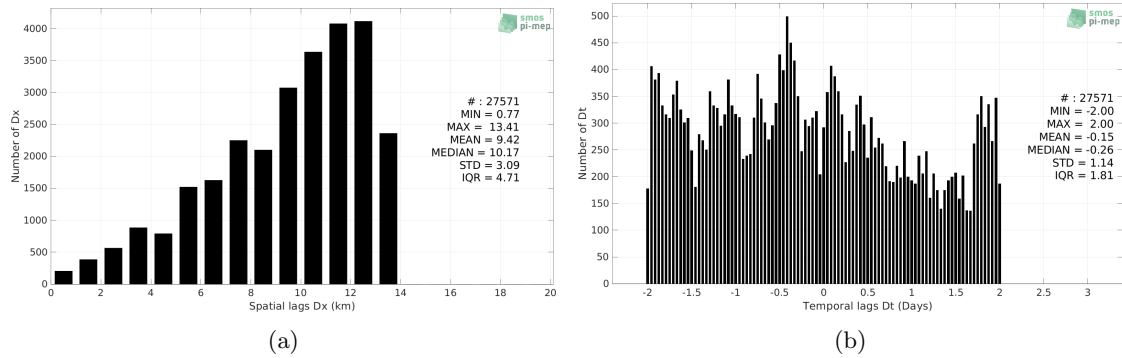 4000
3500
3000
2500
2000
1500
1000
500
0
Number of Dx
smos
pi-mep
# : 27571
MIN = 0.77
MAX = 13.41
MEAN = 9.42
MEDIAN = 10.17
STD = 3.09
IQR = 4.71
0 2 4 6 8 10 12 14 16 18 20
Spatial lags Dx (km)
(a)
500
450
400
350
300
250
200
150
100
50
0
Number of Dt
smos
pi-mep
# : 27571
MIN = -2.00
MAX = 2.00
MEAN = -0.15
MEDIAN = -0.26
STD = 1.14
IQR = 1.81
-2 -1.5 -1 -0.5 0 0.5 1 1.5 2 2.5 3
Temporal lags Dt (Days)
(b)